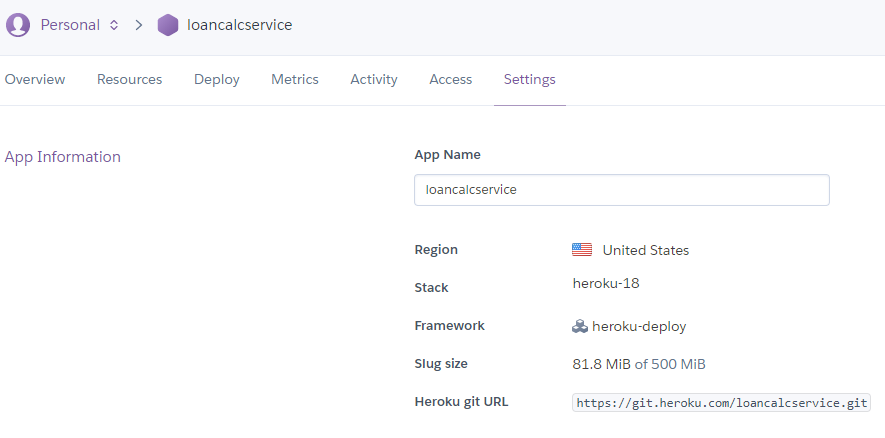 Personal loancalcservice
Overview Resources Deploy Metrics Activity Access Settings
App Information
App Name
loancalcservice
Region United States
Stack heroku-18
Framework heroku-deploy
Slug size 81.8 MiB of 500 MiB
Heroku git URL https://git.heroku.com/loancalcservice.git